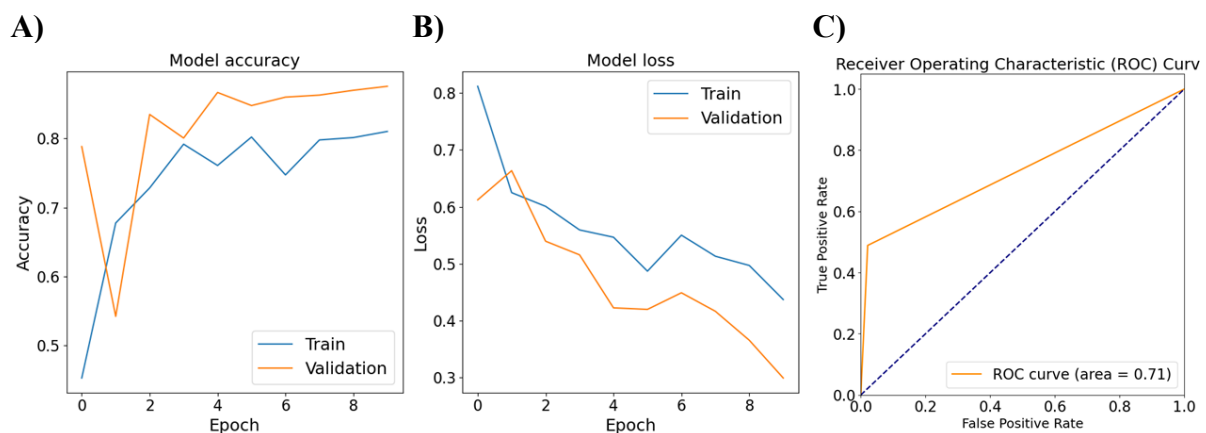 A)
Model accuracy
Accuracy
0.8
0.7
0.6
0.5
0
2
4
6
8
Epoch
Train
Validation
B)
Model loss
Loss
0.8
0.7
0.6
0.5
0.4
0.3
0
2
4
6
8
Epoch
Train
Validation
C)
Receiver Operating Characteristic (ROC) Curv
True Positive Rate
1.0
0.8
0.6
0.4
0.2
0.0
0.0
0.2
0.4
0.6
0.8
1.0
False Positive Rate
ROC curve (area = 0.71)